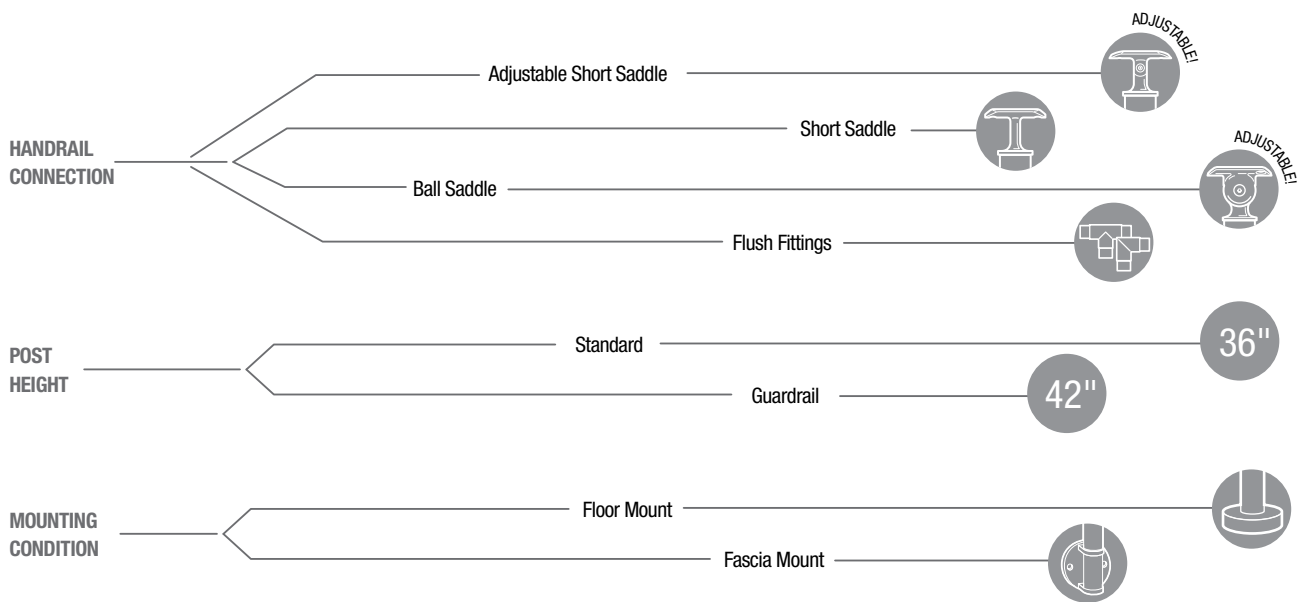 ADJUSTABLE!
Adjustable Short Saddle
Short Saddle
HANDRAIL
CONNECTION
ADJUSTABLE!
Ball Saddle
Flush Fittings
Standard
36"
POST
HEIGHT
Guardrail
42"
Floor Mount
MOUNTING
CONDITION
Fascia Mount